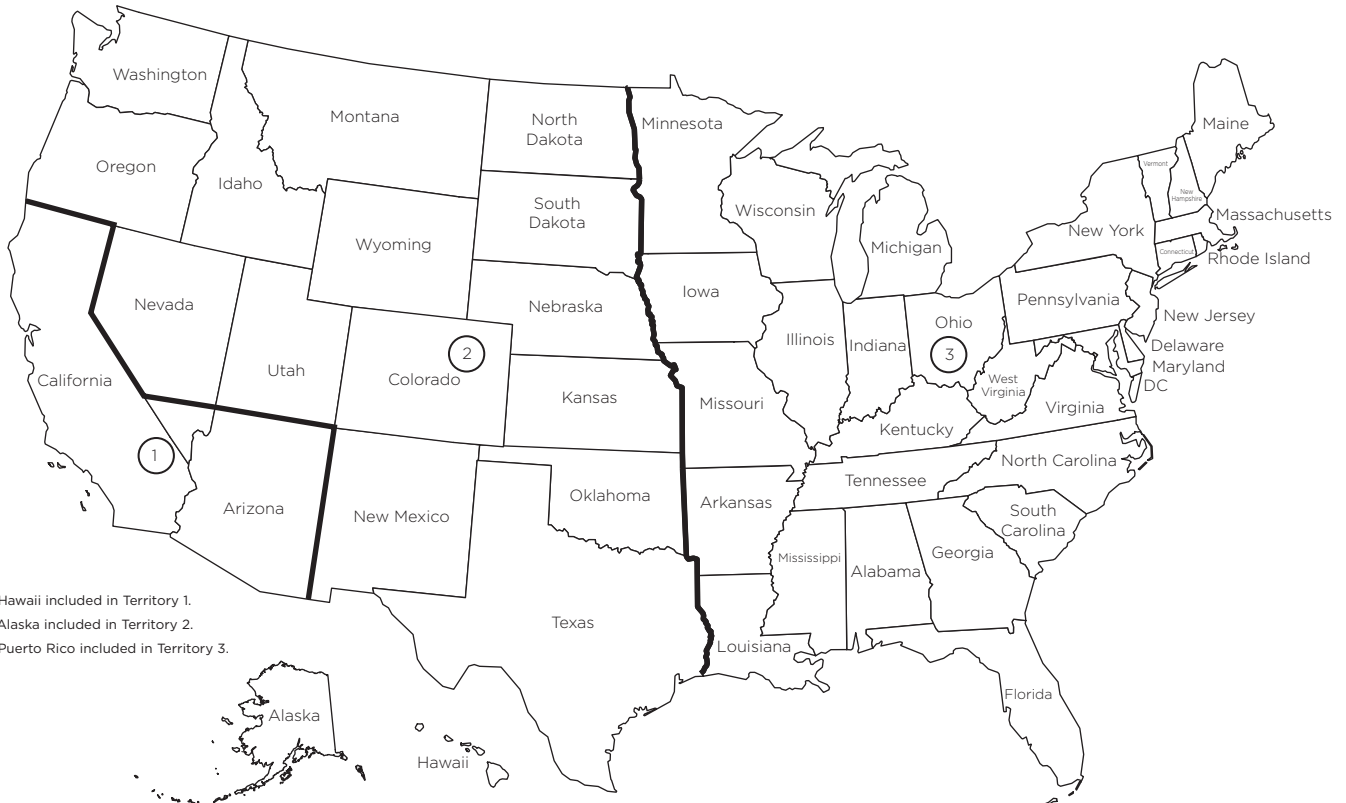 Washington
Montana
North
Dakota
Minnesota
Maine
Oregon
Idaho
Vermont
New
Hampshire
South
Dakota
Wisconsin
Massachusetts
New York
Wyoming
Michigan
Connecticut
Rhode Island
Nevada
Nebraska
Iowa
Pennsylvania
New Jersey
Ohio
Illinois
Indiana
Delaware
2
3
Maryland
Utah
California
Colorado
DC
West
Virginia
Kansas
Missouri
Virginia
Kentucky
1
North Carolina
Tennessee
Oklahoma
Arkansas
Arizona
New Mexico
South
Carolina
Mississippi
Georgia
Alabama
Hawaii included in Territory 1.
Alaska included in Territory 2.
Puerto Rico included in Territory 3.
Texas
Louisiana
Florida
Alaska
Hawaii